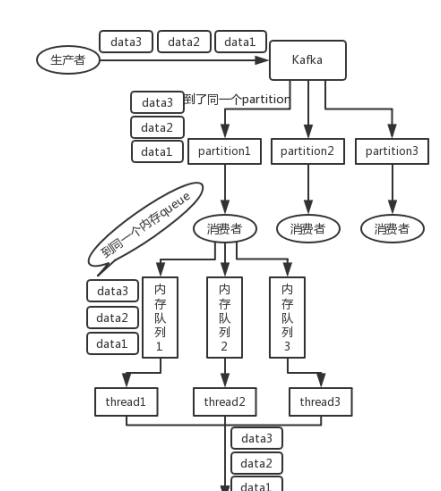 data3 data2 data1
生产者
Kafka
到了同一个partition
data3
data2
data1
partition1 partition2 partition3
到同一个内存queue
消费者 消费者 消费者
data3
data2
data1
内存队列1 内存队列2 内存队列3
thread1 thread2 thread3
data3
data2
data1